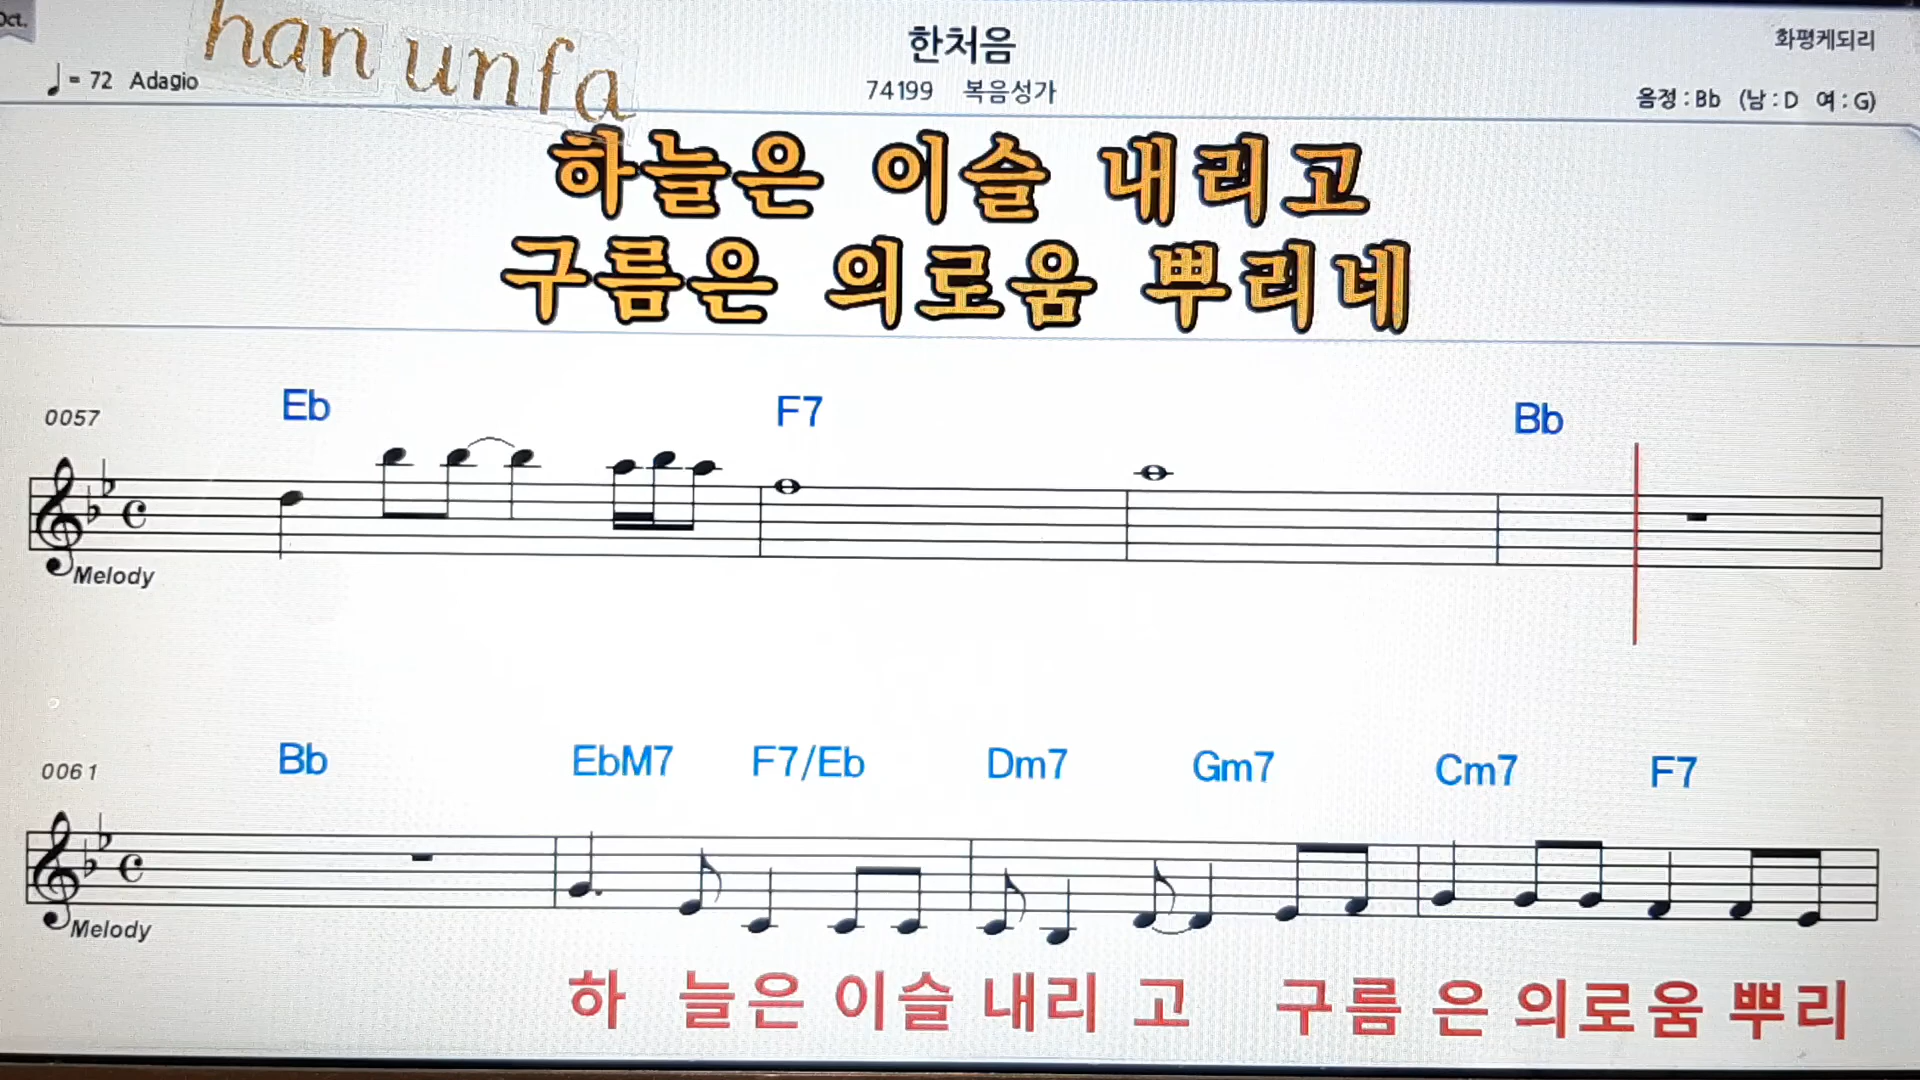 Oct.
han unfa
한처음
화평케되리
♩= 72 Adagio
74199 복음성가
음정 : Bb (남 : D 여 : G)
하늘은 이슬 내리고
구름은 의로움 뿌리네
0057 Eb F7 Bb
Melody
0061 Bb EbM7 F7/Eb Dm7 Gm7 Cm7 F7
Melody
하 늘은 이슬 내리 고 구름 은 의로움 뿌리